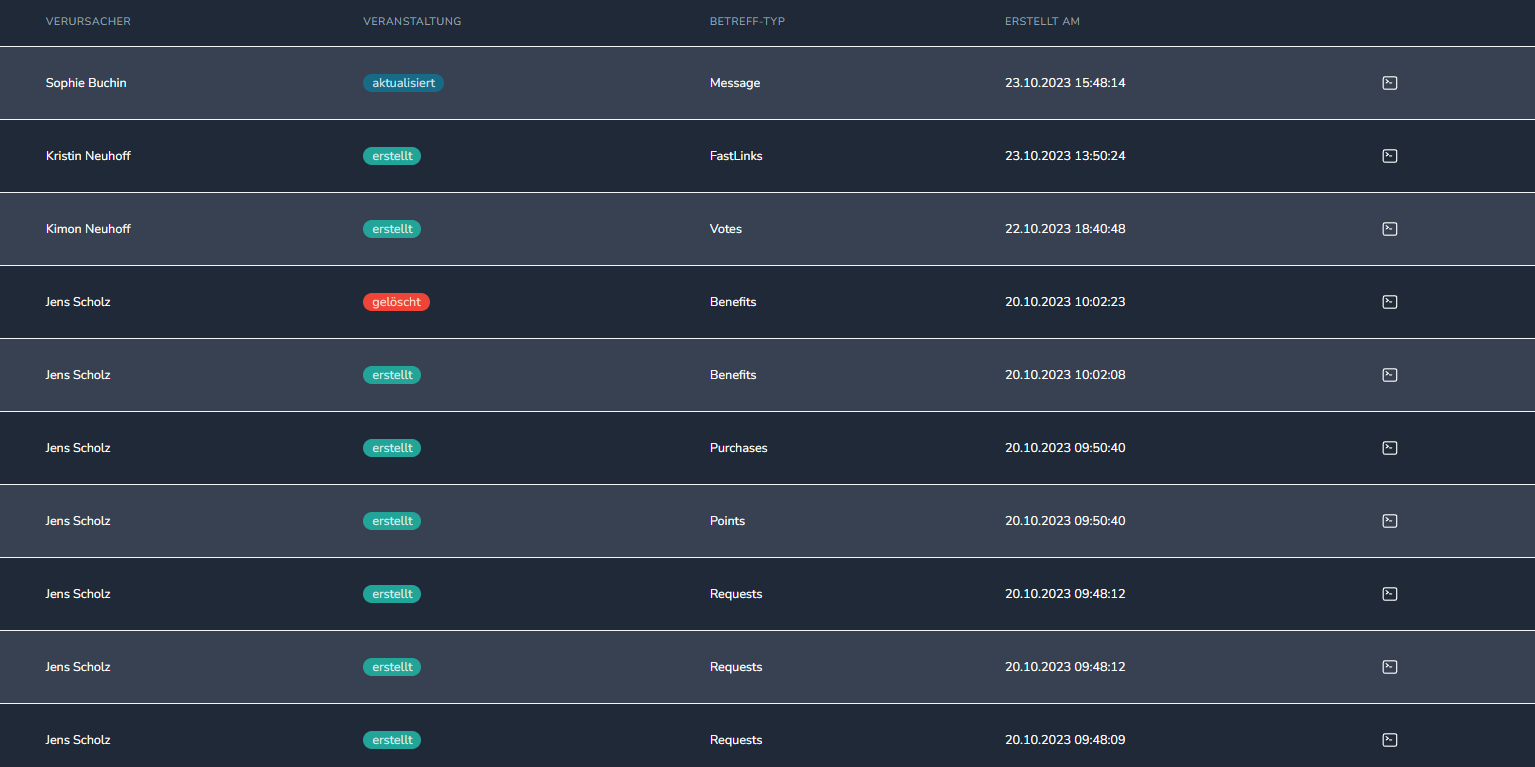 VERURSACHER VERANSTALTUNG BETREFF-TYP ERSTELLT AM
Sophie Buchin aktualisiert Message 23.10.2023 15:48:14
Kristin Neuhoff erstellt FastLinks 23.10.2023 13:50:24
Kimon Neuhoff erstellt Votes 22.10.2023 18:40:48
Jens Scholz gelöscht Benefits 20.10.2023 10:02:23
Jens Scholz erstellt Benefits 20.10.2023 10:02:08
Jens Scholz erstellt Purchases 20.10.2023 09:50:40
Jens Scholz erstellt Points 20.10.2023 09:50:40
Jens Scholz erstellt Requests 20.10.2023 09:48:12
Jens Scholz erstellt Requests 20.10.2023 09:48:12
Jens Scholz erstellt Requests 20.10.2023 09:48:09